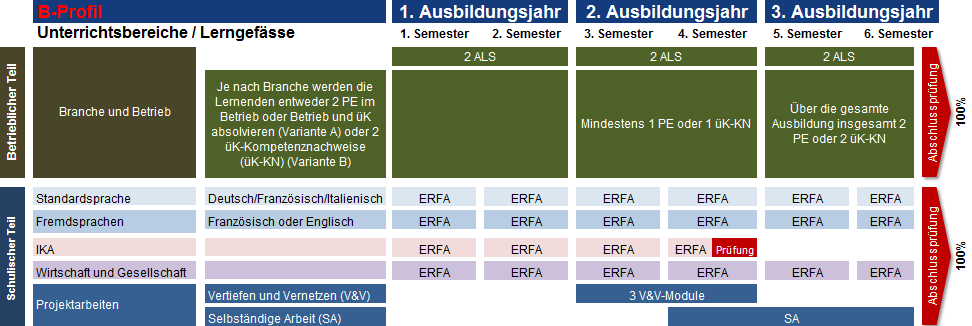 B-Profil 1. Ausbildungsjahr 2. Ausbildungsjahr 3. Ausbildungsjahr
Unterrichtsbereiche / Lerngefässe 1. Semester 2. Semester 3. Semester 4. Semester 5. Semester 6. Semester
Betrieblicher Teil
Branche und Betrieb
Je nach Branche werden die
Lernenden entweder 2 PE im
Betrieb oder Betrieb und üK
absolvieren (Variante A) oder 2
üK-Kompetenznachweise
(üK-KN) (Variante B)
2 ALS 2 ALS 2 ALS
Mindestens 1 PE oder 1 üK-KN
Über die gesamte
Ausbildung insgesamt 2
PE oder 2 üK-KN
Abschlussprüfung
100%
Schulischer Teil
Standardsprache Deutsch/Französisch/Italienisch ERFA ERFA ERFA ERFA ERFA ERFA
Fremdsprachen Französisch oder Englisch ERFA ERFA ERFA ERFA ERFA ERFA
IKA ERFA ERFA ERFA ERFA Prüfung
Wirtschaft und Gesellschaft ERFA ERFA ERFA ERFA ERFA ERFA
Projektarbeiten
Vertiefen und Vernetzen (V&V) 3 V&V-Module
Selbständige Arbeit (SA) SA
Abschlussprüfung
100%